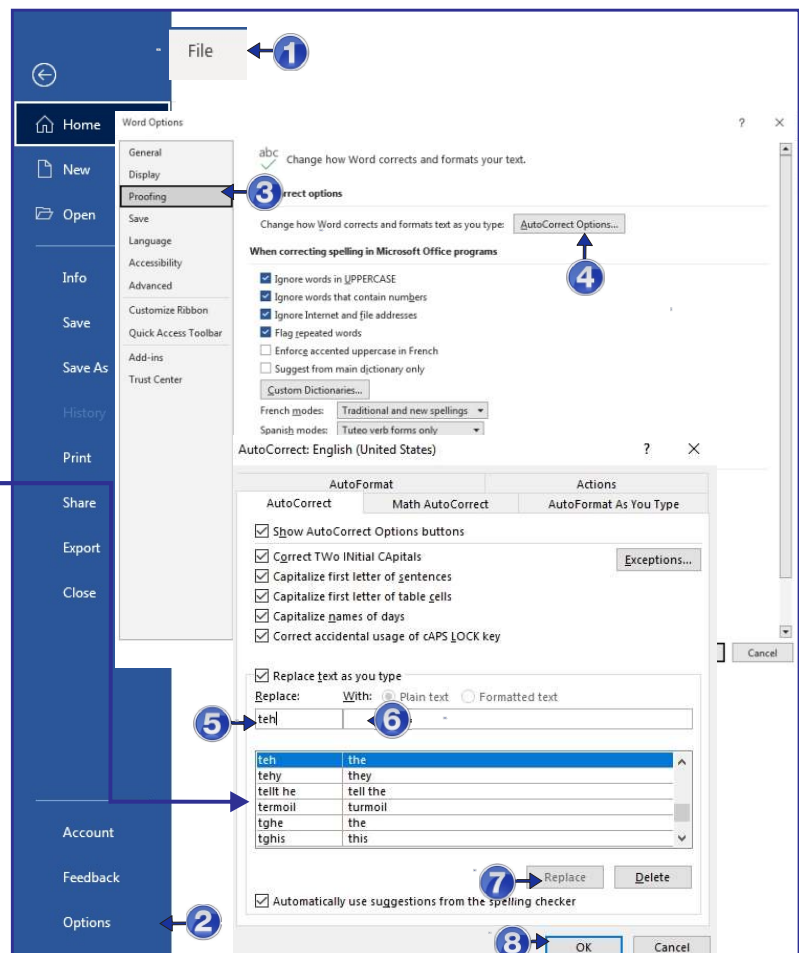 File
1
Home
New
Open
Info
Save
Save As
History
Print
Share
Export
Close
Account
Feedback
Options
2
Word Options
?
General
Display
Proofing
3
Save
Language
Accessibility
Advanced
Customize Ribbon
Quick Access Toolbar
Add-ins
Trust Center
abc
Change how Word corrects and formats your text.
rrect options
Change how Word corrects and formats text as you type:
AutoCorrect Options...
4
When correcting spelling in Microsoft Office programs
Ignore words in UPPERCASE
Ignore words that contain numbers
Ignore Internet and file addresses
Flag repeated words
Enforce accented uppercase in French
Suggest from main dictionary only
Custom Dictionaries...
French modes: Traditional and new spellings
Spanish modes: Tuteo verb forms only
Cancel
AutoCorrect: English (United States)
?
AutoFormat
Actions
AutoCorrect
Math AutoCorrect
AutoFormat As You Type
Show AutoCorrect Options buttons
Correct TWo INitial CApitals
Exceptions...
Capitalize first letter of sentences
Capitalize first letter of table cells
Capitalize names of days
Correct accidental usage of cAPS LOCK key
Replace text as you type
Replace: With: Plain text Formatted text
5
teh
6
teh the
tehy they
tellt he tell the
termoil turmoil
tghe the
tghis this
7
Replace
Delete
Automatically use suggestions from the spelling checker
8
OK
Cancel